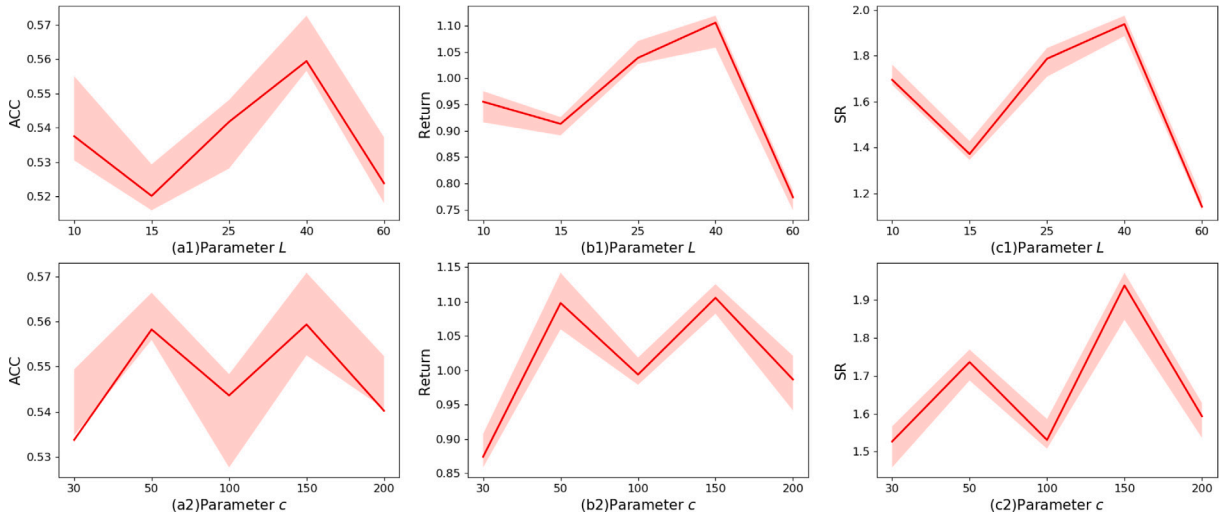 0.57
0.56
0.55
0.54
0.53
0.52
ACC
10 15 25 40 60
(a1)Parameter L
1.10
1.05
1.00
0.95
0.90
0.85
0.80
0.75
Return
10 15 25 40 60
(b1)Parameter L
2.0
1.8
1.6
1.4
1.2
SR
10 15 25 40 60
(c1)Parameter L
0.57
0.56
0.55
0.54
0.53
ACC
30 50 100 150 200
(a2)Parameter c
1.15
1.10
1.05
1.00
0.95
0.90
0.85
Return
30 50 100 150 200
(b2)Parameter c
1.9
1.8
1.7
1.6
1.5
SR
30 50 100 150 200
(c2)Parameter c